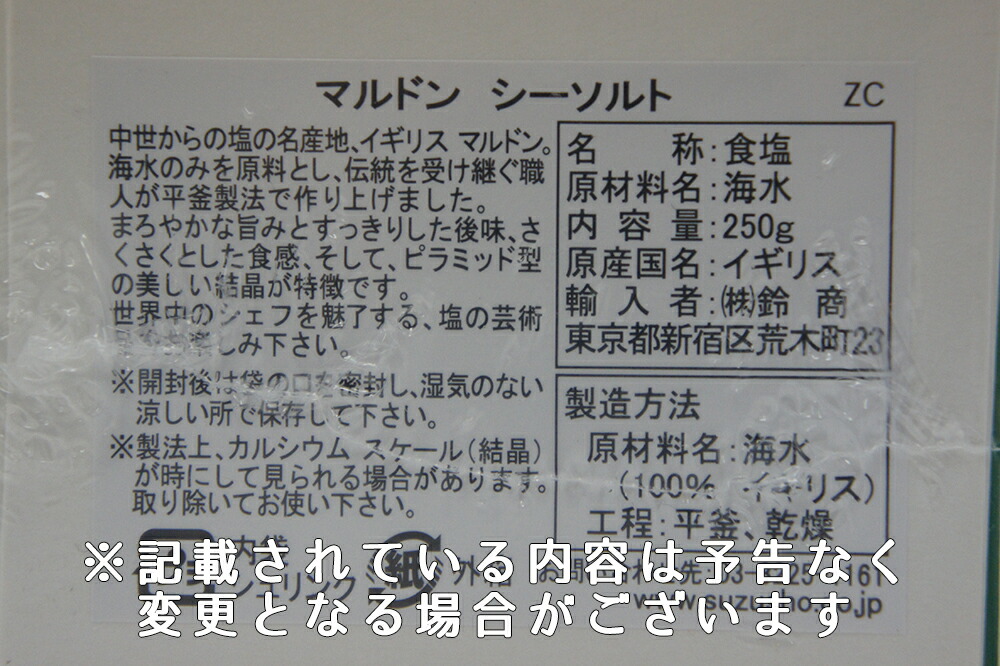 マルドン シーソルト
ZC
中世からの塩の名産地、イギリス マルドン。
海水のみを原料とし、伝統を受け継ぐ職
人が平釜製法で作り上げました。
まろやかな旨みとすっきりした後味、さ
くさくとした食感、そして、ピラミッド型
の美しい結晶が特徴です。
世界中のシェフを魅了する、塩の芸術
しみ下さい。
※開封後は袋の口を密封し、湿気のない
涼しい所で保存して下さい。
※製法上、カルシウム スケール(結晶)
が時にして見られる場合があります。
取り除いてお使い下さい。
名 称:食塩
原材料名:海水
内容量:250g
原産国名:イギリス
輸入者:㈱鈴商
東京都新宿区荒木町23
製造方法
原材料名:海水
(100% イギリス)
工程:平釜、乾燥
内袋
紙
※記載されている内容は予告なく
変更となる場合がございます